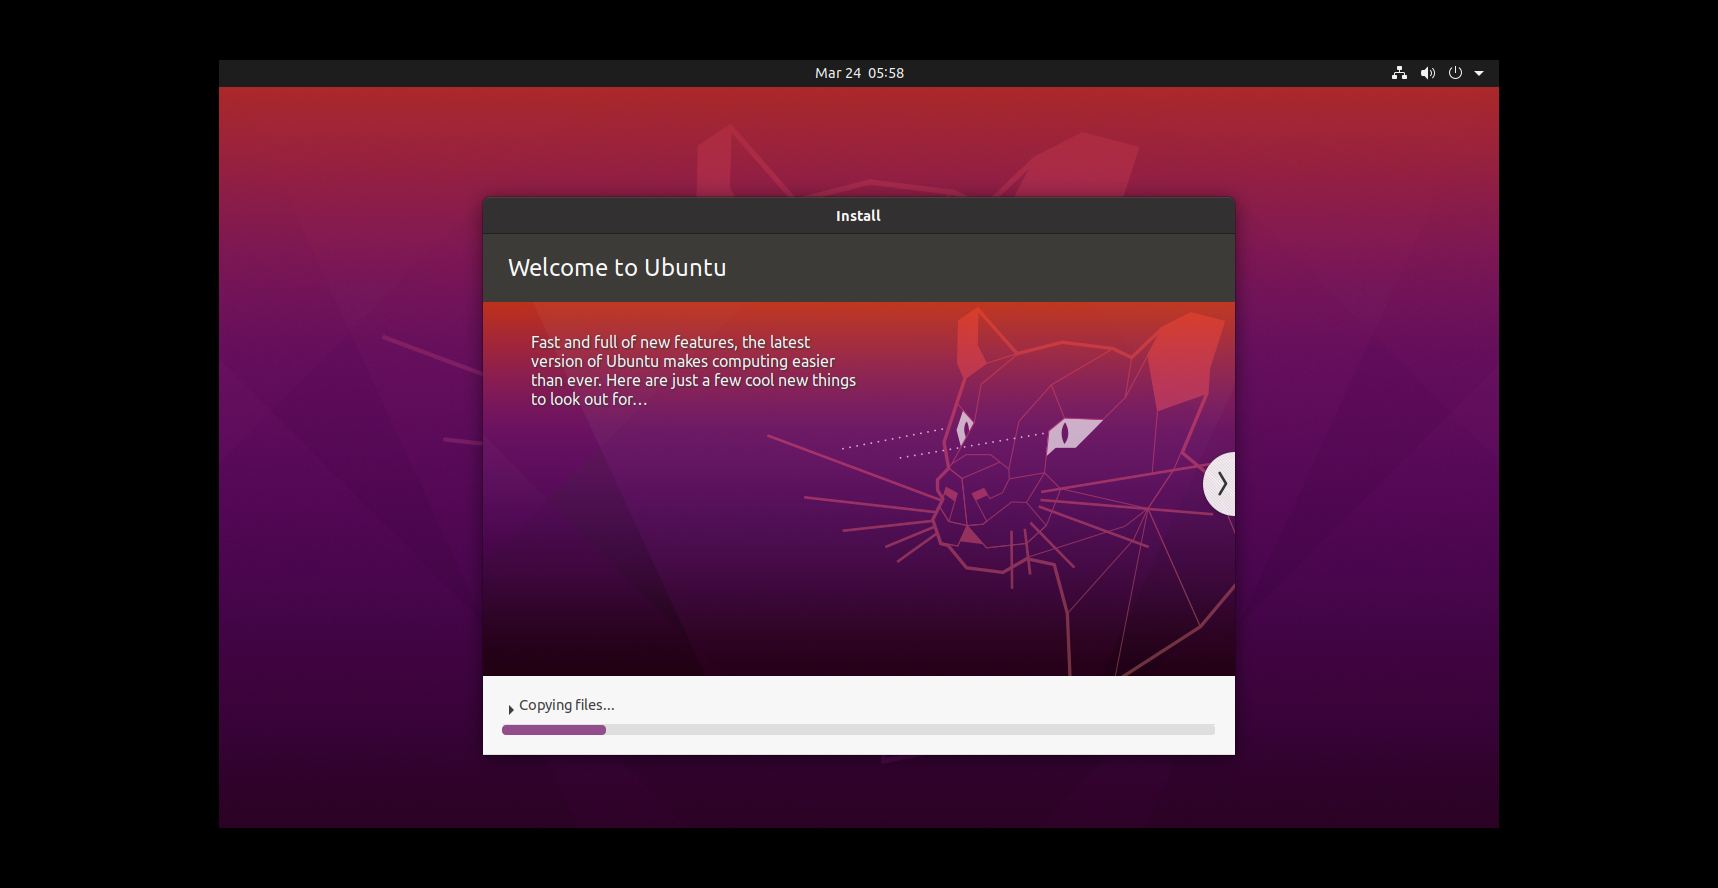 Mar 24  05:58
Install
Welcome to Ubuntu
Fast and full of new features, the latest
version of Ubuntu makes computing easier
than ever. Here are just a few cool new things
to look out for…
Copying files…